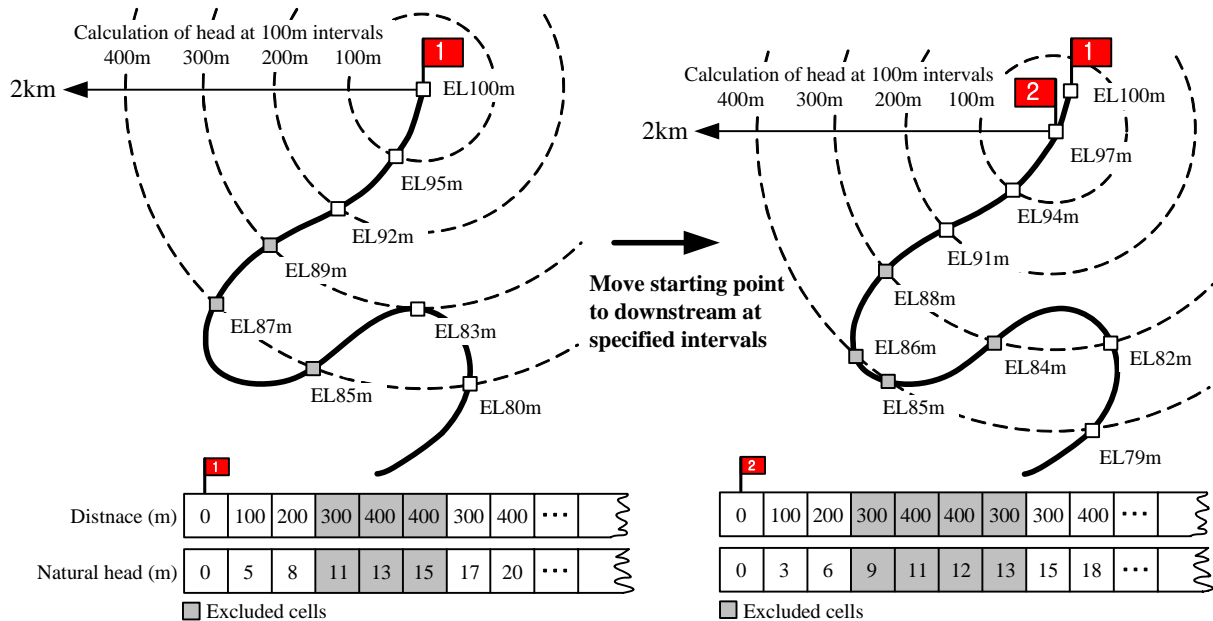 Calculation of head at 100m intervals
400m 300m 200m 100m
1
2km
EL100m
EL95m
EL92m
EL89m
EL87m
EL83m
EL85m
EL80m
Move starting point
to downstream at
specified intervals
1
Calculation of head at 100m intervals
400m 300m 200m 100m
2
EL100m
2km
EL97m
EL94m
EL91m
EL88m
EL86m
EL84m
EL82m
EL85m
EL79m
1
Distnace (m) 0 100 200 300 400 400 300 400 ···
Natural head (m) 0 5 8 11 13 15 17 20 ···
Excluded cells
2
0 100 200 300 400 400 300 300 400 ···
0 3 6 9 11 12 13 15 18 ···
Excluded cells